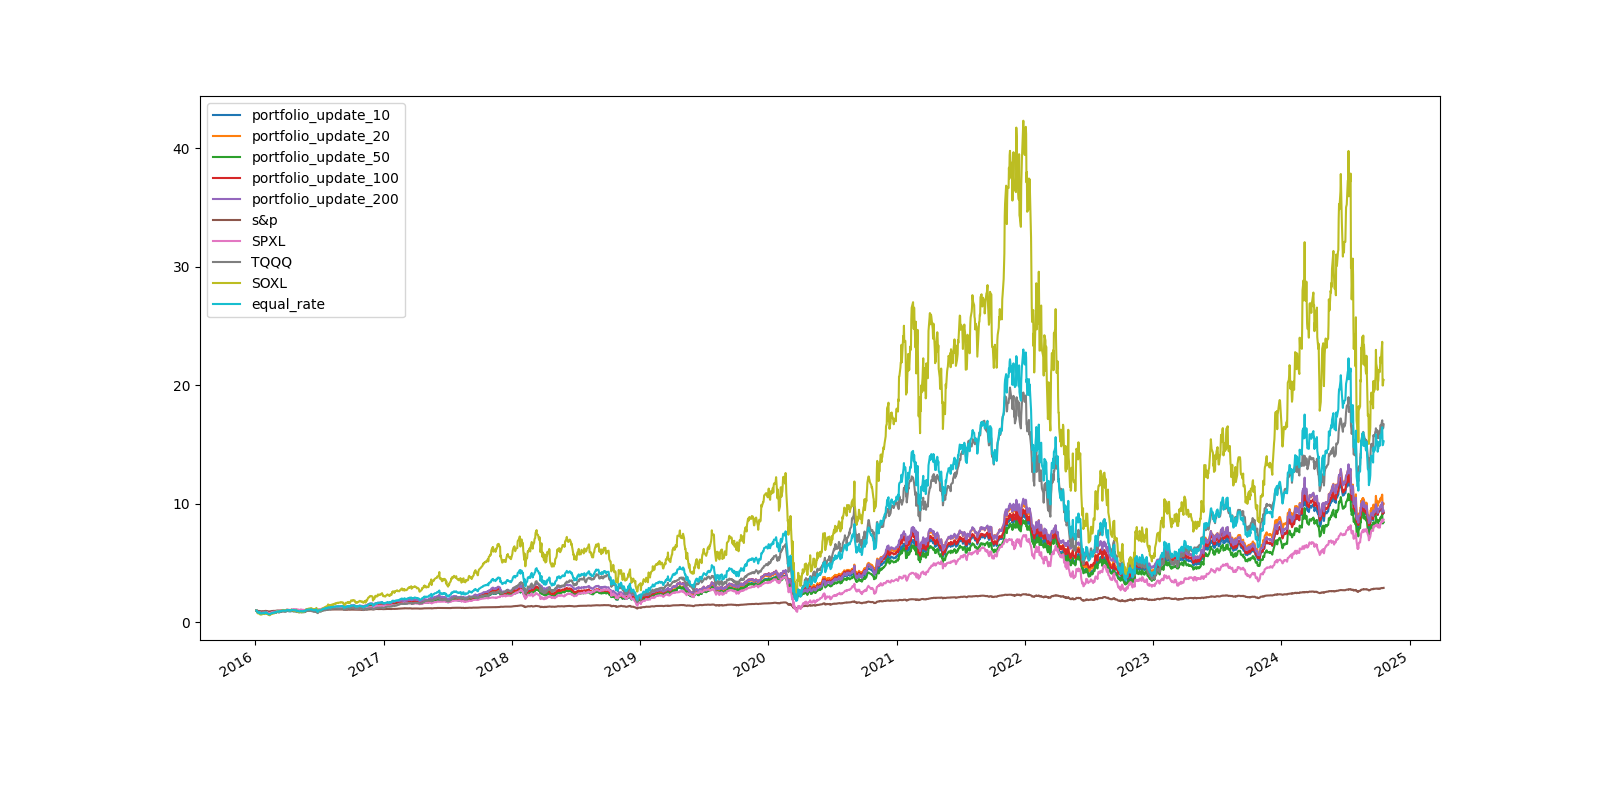 portfolio_update_10
portfolio_update_20
portfolio_update_50
portfolio_update_100
portfolio_update_200
s&p
SPXL
TQQQ
SOXL
equal_rate
40
30
20
10
0
2016
2017
2018
2019
2020
2021
2022
2023
2024
2025